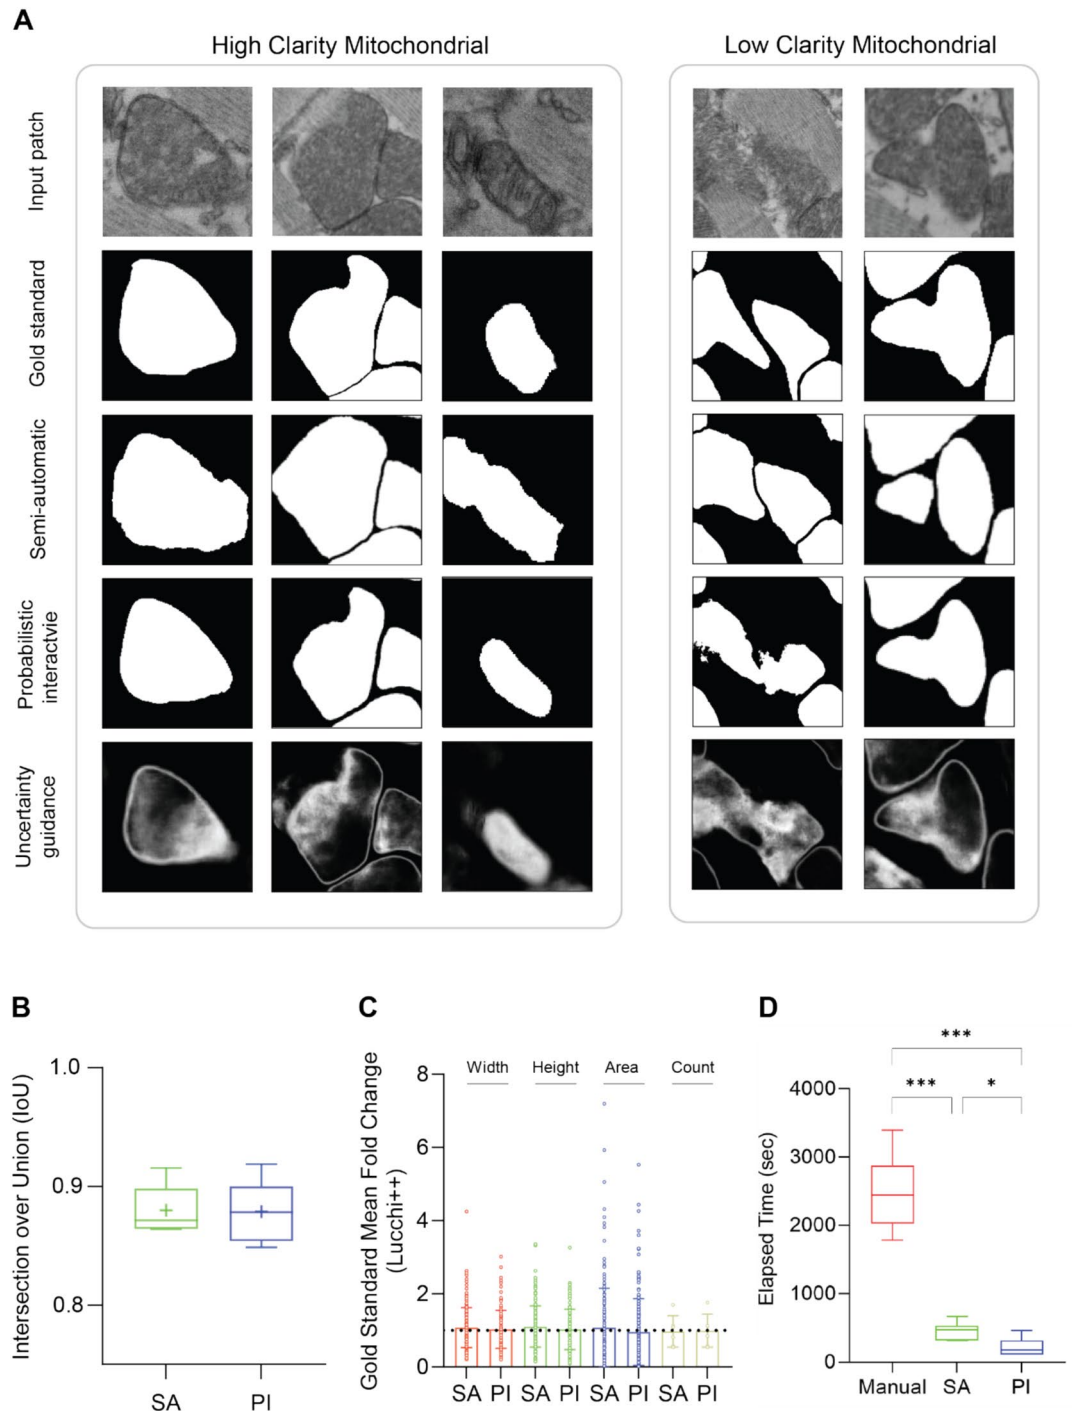 A
High Clarity Mitochondrial
Low Clarity Mitochondrial
Input patch
Gold standard
Semi-automatic
Probabilistic
interactvie
Uncertainty
guidance
B
Intersection over Union (IoU)
1.0
0.9
0.8
SA
PI
C
Gold Standard Mean Fold Change
(Lucchi++)
8
6
4
2
0
Width
Height
Area
Count
SA PI SA PI SA PI SA PI
D
Elapsed Time (sec)
4000
3000
2000
1000
0
***
***
*
Manual
SA
PI